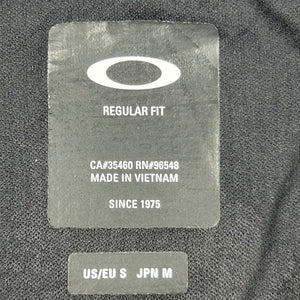 REGULAR FIT
CA#35460 RN#96548
MADE IN VIETNAM
SINCE 1975
US/EU S JPN M